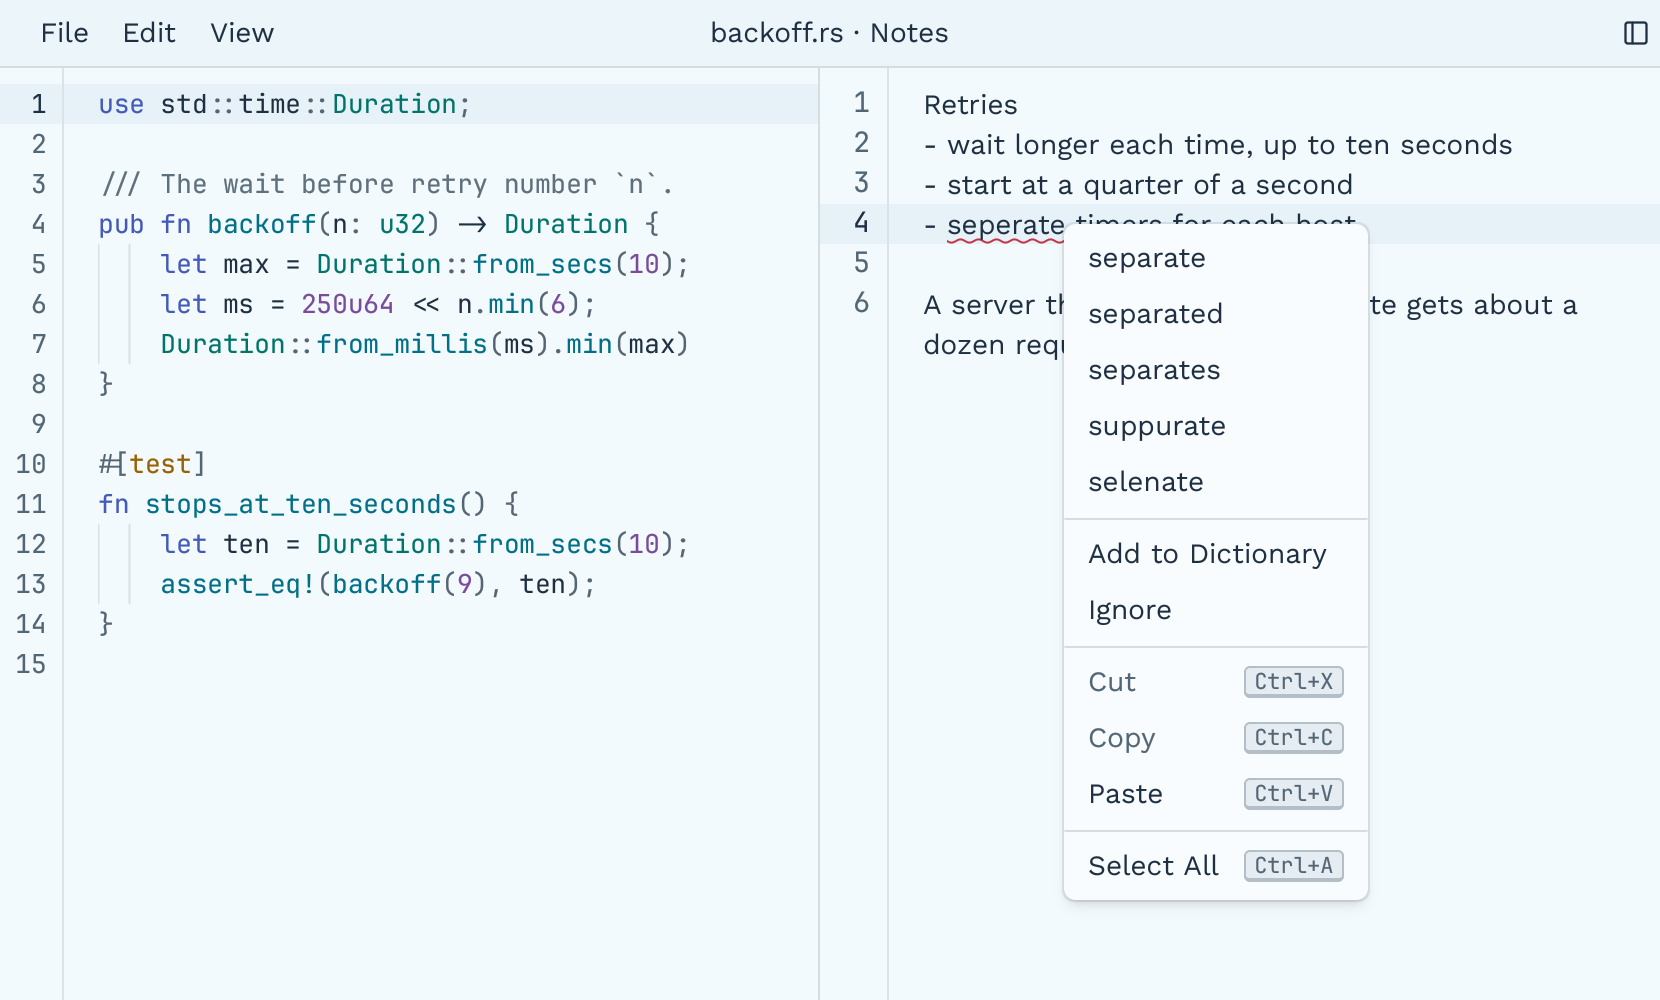 File Edit View
backoff.rs · Notes
1 use std::time::Duration;
2
3 /// The wait before retry number `n`.
4 pub fn backoff(n: u32) -> Duration {
5 let max = Duration::from_secs(10);
6 let ms = 250u64 << n.min(6);
7 Duration::from_millis(ms).min(max)
8 }
9
10 #[test]
11 fn stops_at_ten_seconds() {
12 let ten = Duration::from_secs(10);
13 assert_eq!(backoff(9), ten);
14 }
15
1 Retries
2 - wait longer each time, up to ten seconds
3 - start at a quarter of a second
4 - seperate timers for each host
5
6 A server te gets about a
dozen
separate
separated
separates
suppurate
selenate
Add to Dictionary
Ignore
Cut Ctrl+X
Copy Ctrl+C
Paste Ctrl+V
Select All Ctrl+A